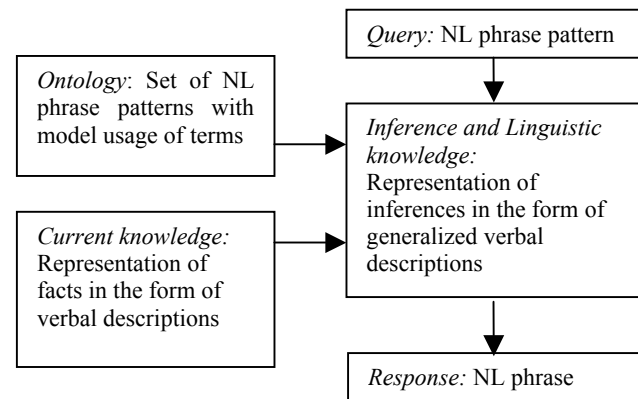 Query: NL phrase pattern
Ontology: Set of NL
phrase patterns with
model usage of terms
Inference and Linguistic
knowledge:
Representation of
inferences in the form of
generalized verbal
descriptions
Current knowledge:
Representation of
facts in the form of
verbal descriptions
Response: NL phrase